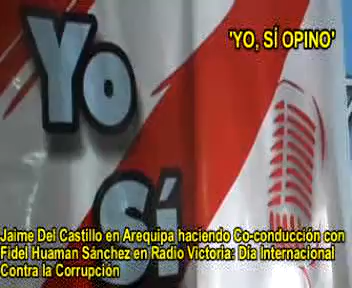 'YO, SÍ OPINO'
Yo
Sí
Jaime Del Castillo en Arequipa haciendo Co-conducción con
Fidel Huaman Sánchez en Radio Victoria: Día Internacional
Contra la Corrupción